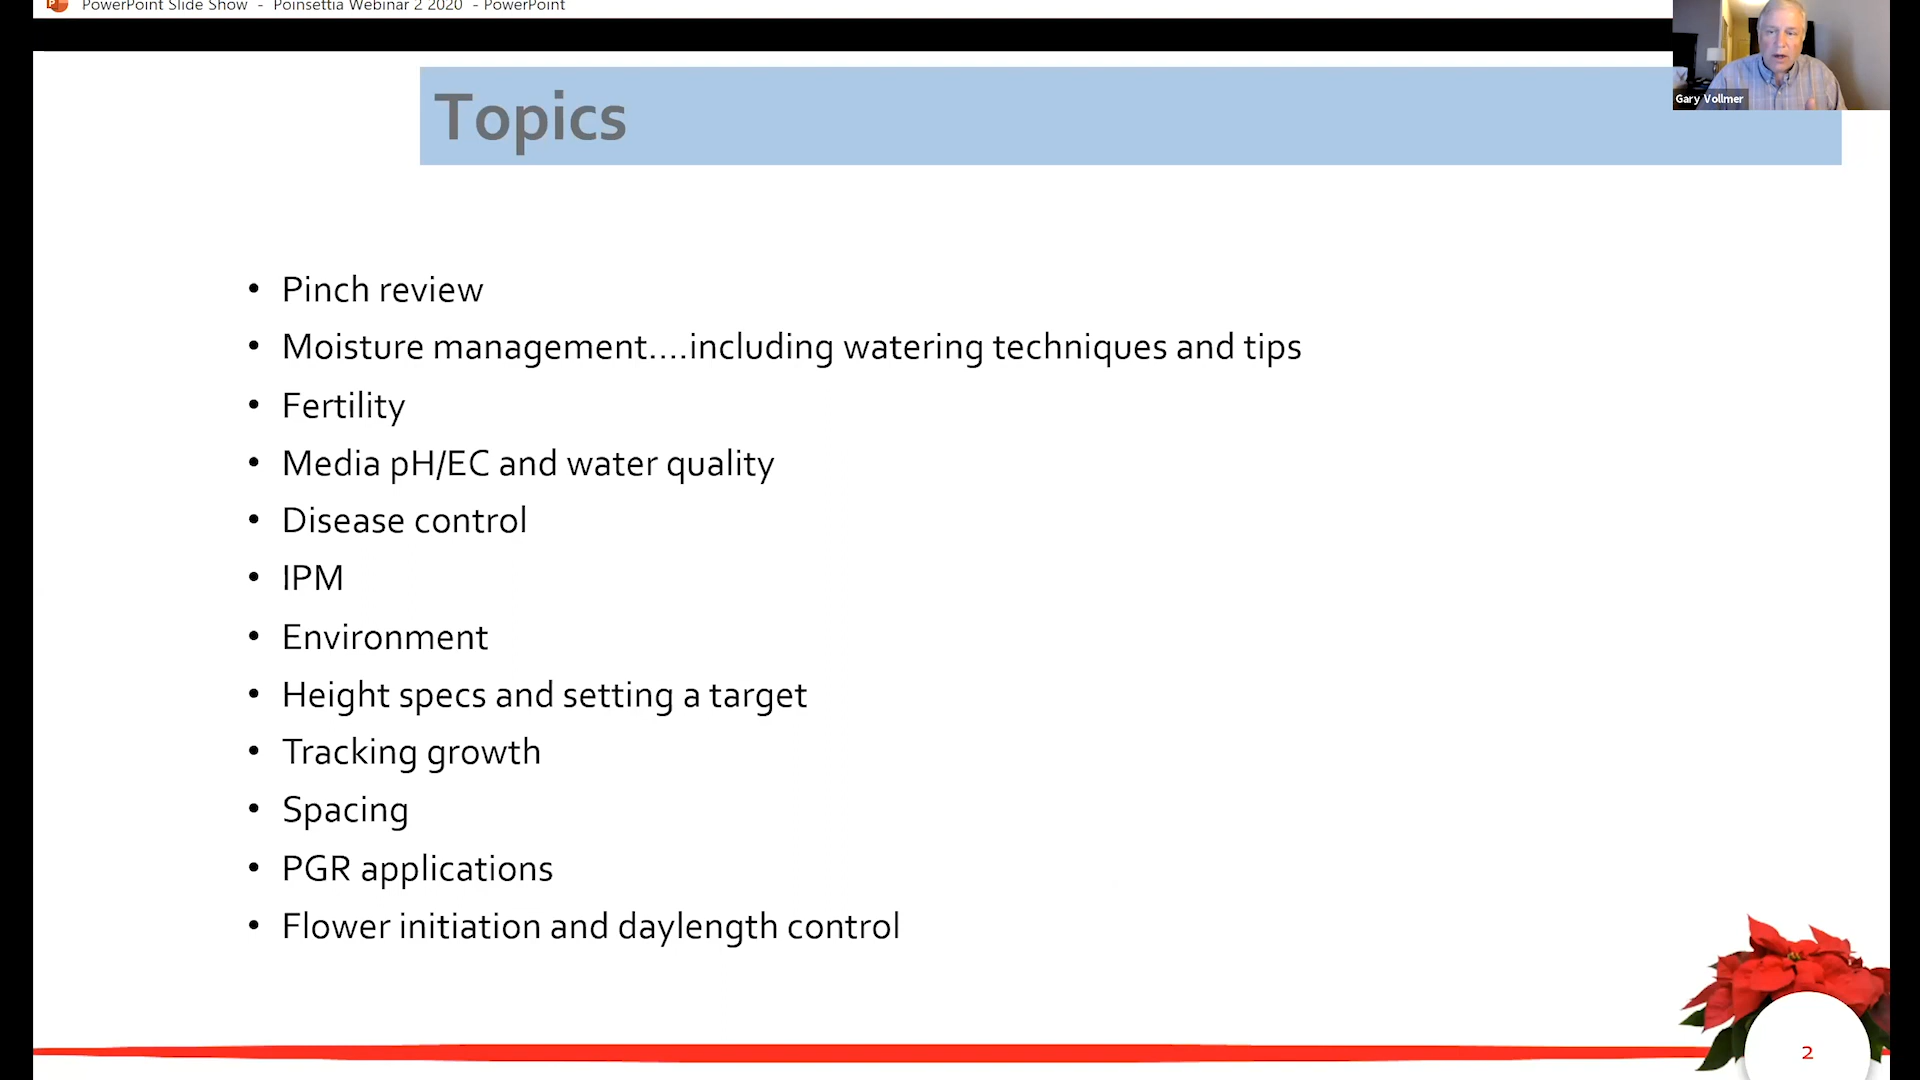 PowerPoint Slide Show - Poinsettia Webinar 2 2020 - PowerPoint
Gary Vollmer
Topics
• Pinch review
• Moisture management....including watering techniques and tips
• Fertility
• Media pH/EC and water quality
• Disease control
• IPM
• Environment
• Height specs and setting a target
• Tracking growth
• Spacing
• PGR applications
• Flower initiation and daylength control
2